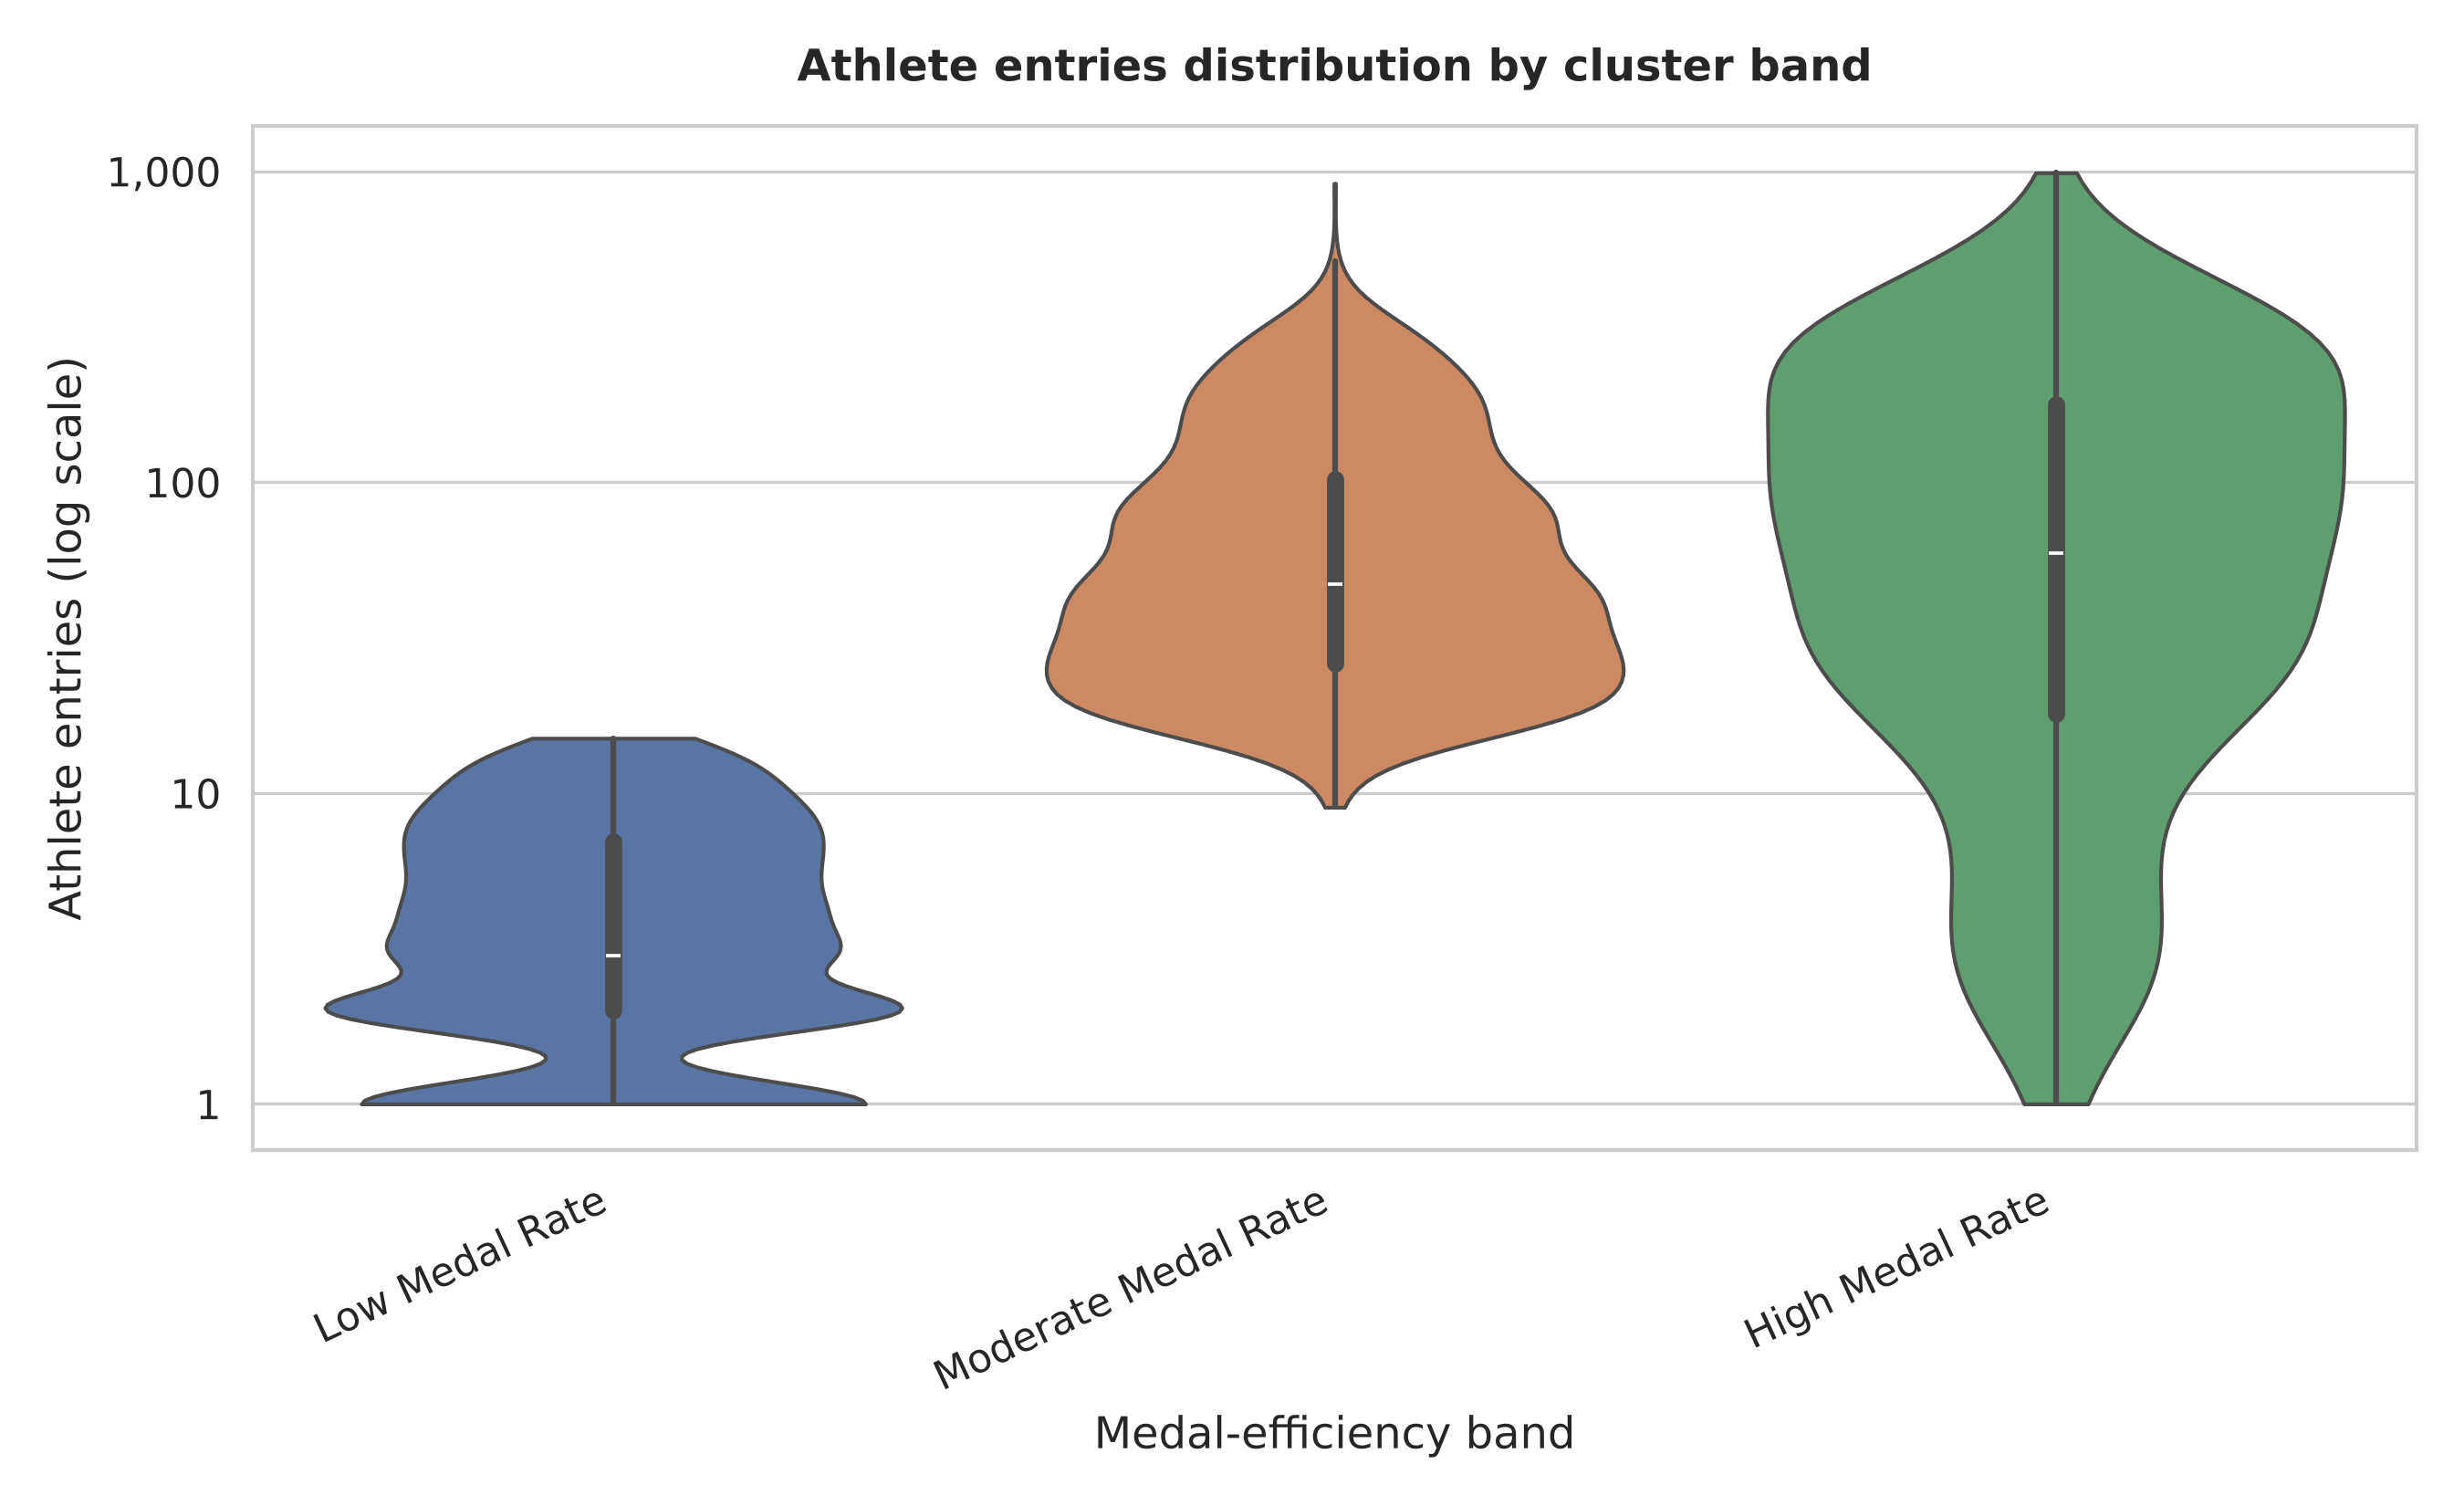 Athlete entries distribution by cluster band
Athlete entries (log scale)
1,000
100
10
1
Low Medal Rate
Moderate Medal Rate
High Medal Rate
Medal-efficiency band